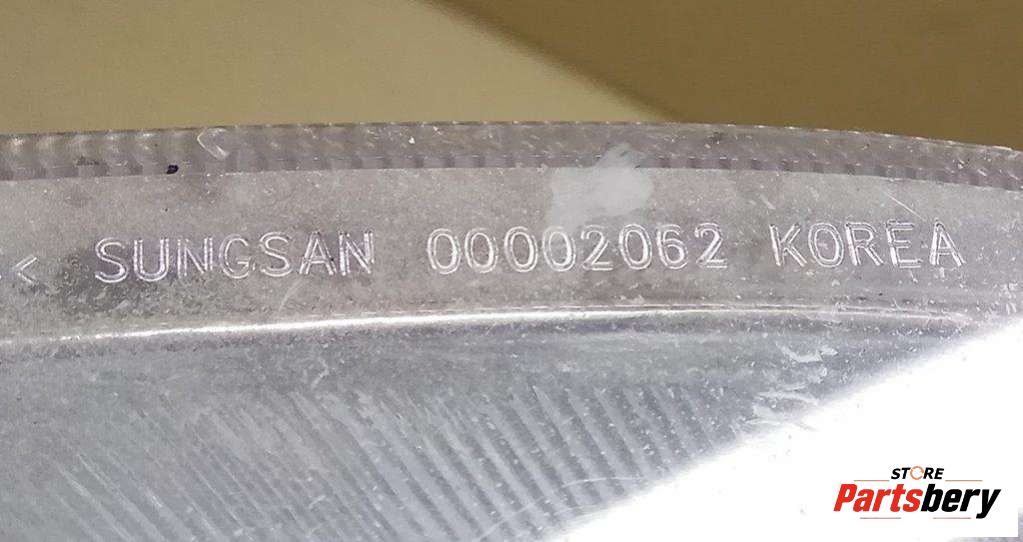 < SUNGSAN 00002062 KOREA
STORE
Partsbery